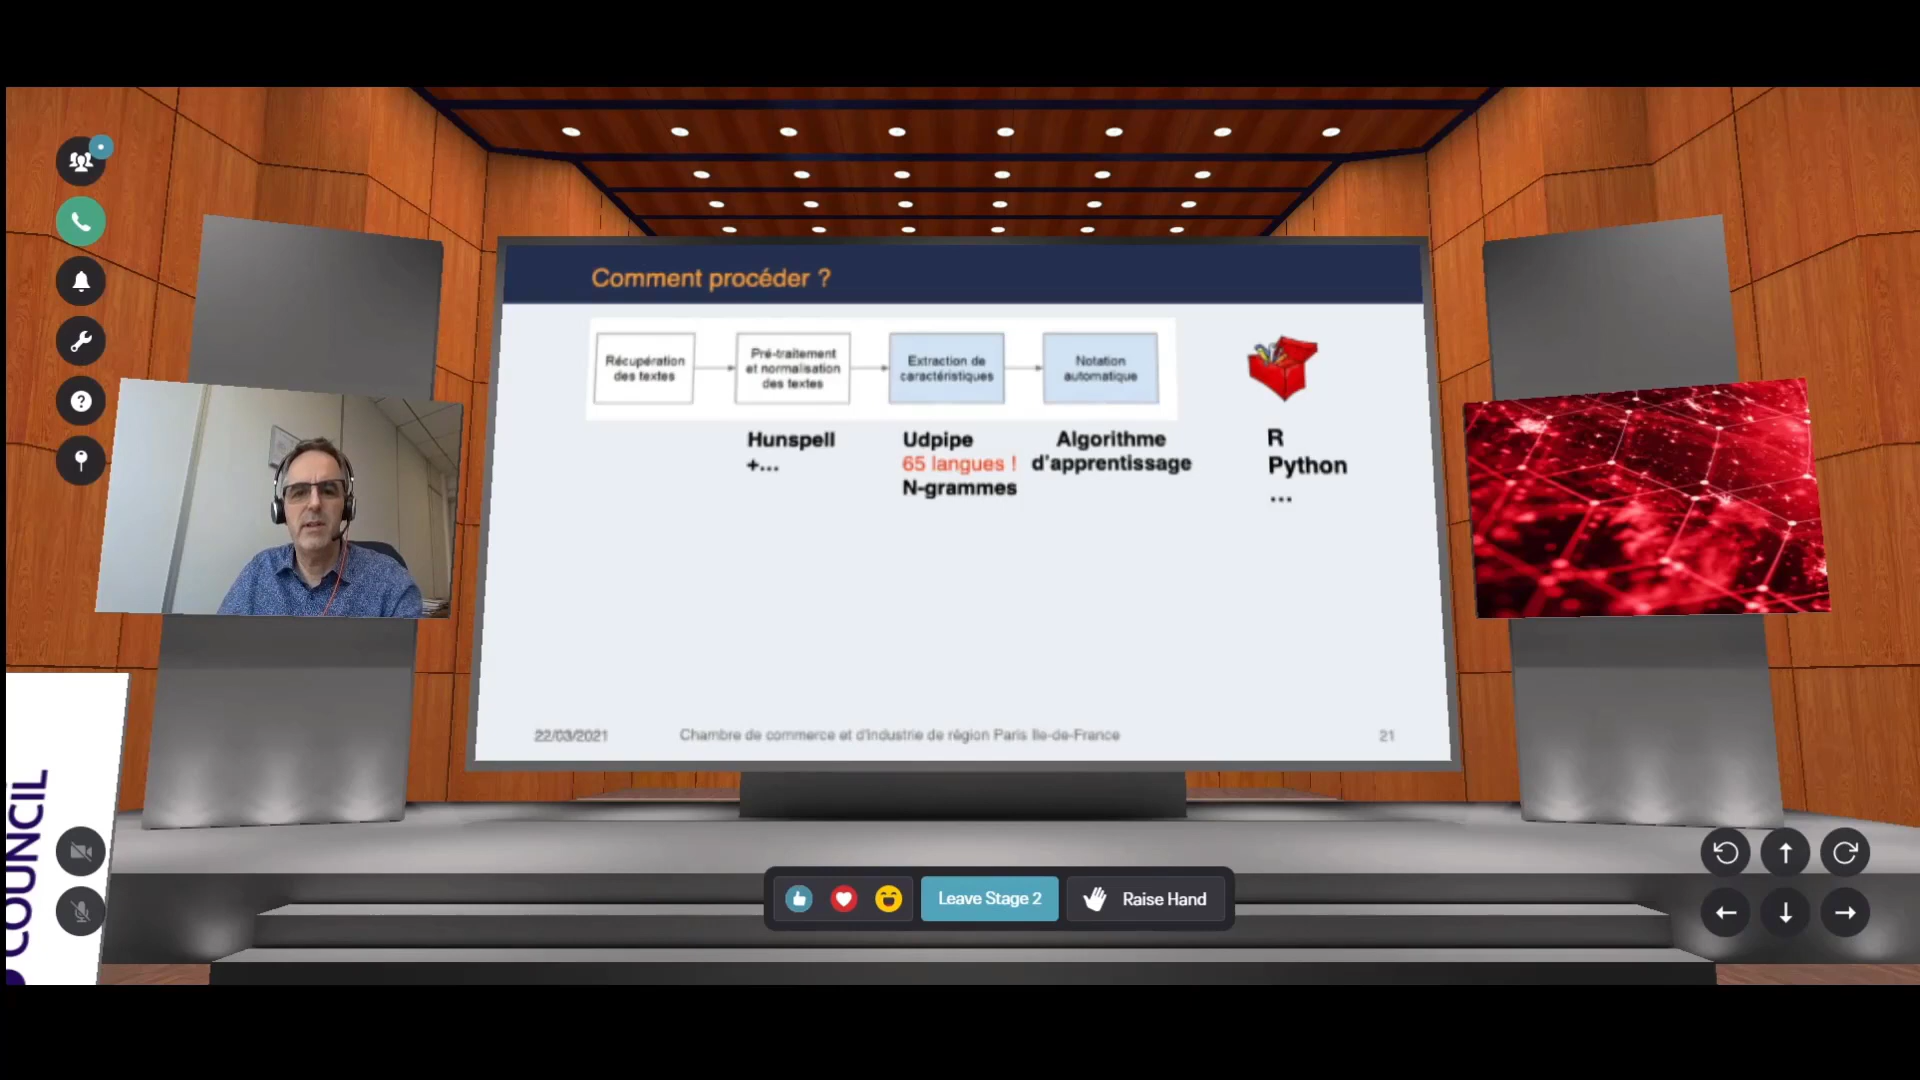 Comment procéder ?
Récupération
des textes
Pré-traitement
et normalisation
des textes
Extraction de
caractéristiques
Notation
automatique
Hunspell
+...
Udpipe
65 langues !
N-grammes
Algorithme
d'apprentissage
R
Python
...
22/03/2021
Chambre de commerce et d'industrie de région Paris Ile-de-France
21
COUNCIL
Leave Stage 2
Raise Hand